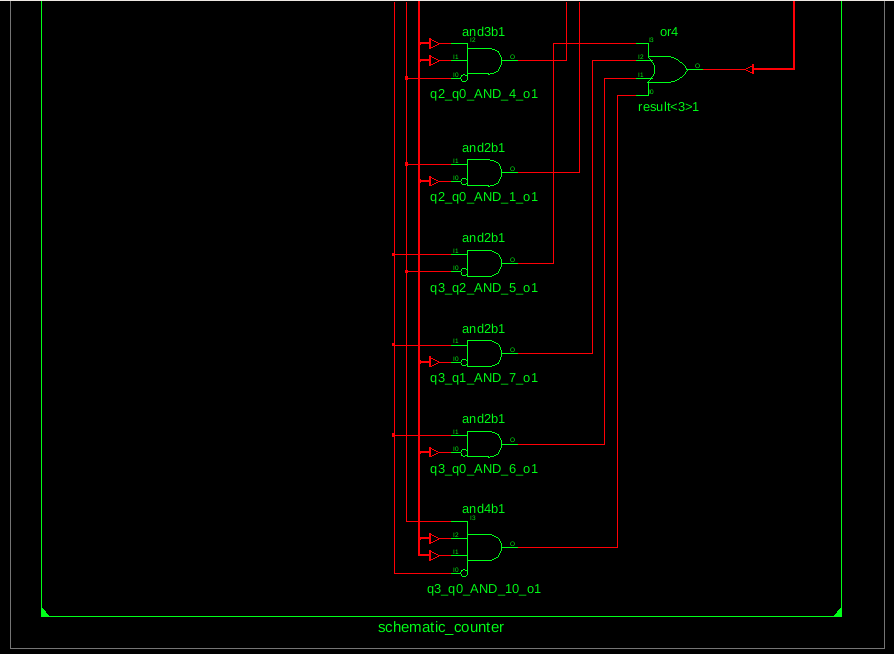 and3b1
or4
I3
I2
I2
I1
O
O
I1
I0
I0
q2_q0_AND_4_o1
result<3>1
and2b1
I1
O
I0
q2_q0_AND_1_o1
and2b1
I1
O
I0
q3_q2_AND_5_o1
and2b1
I1
O
I0
q3_q1_AND_7_o1
and2b1
I1
O
I0
q3_q0_AND_6_o1
and4b1
I3
I2
O
I1
I0
q3_q0_AND_10_o1
schematic_counter